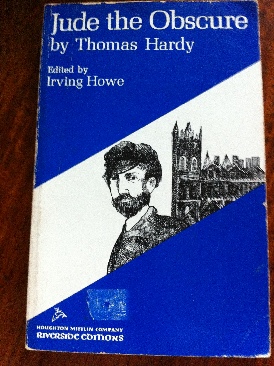 Jude the Obscure
by Thomas Hardy
Edited by
Irving Howe
HOUGHTON MIFFLIN COMPANY
RIVERSIDE EDITIONS